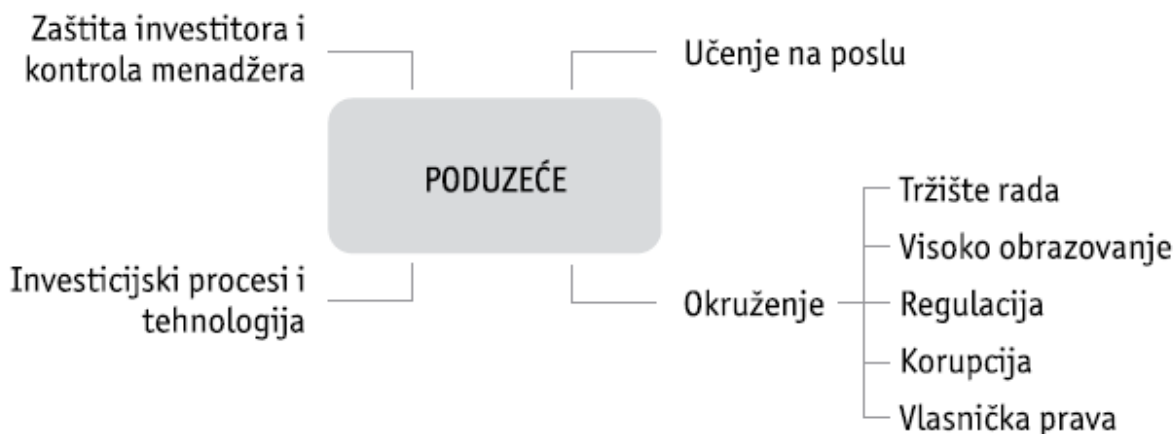 Zaštita investitora i
kontrola menadžera
Učenje na poslu
PODUZEĆE
Investicijski procesi i
tehnologija
Okruženje
Tržište rada
Visoko obrazovanje
Regulacija
Korupcija
Vlasnička prava